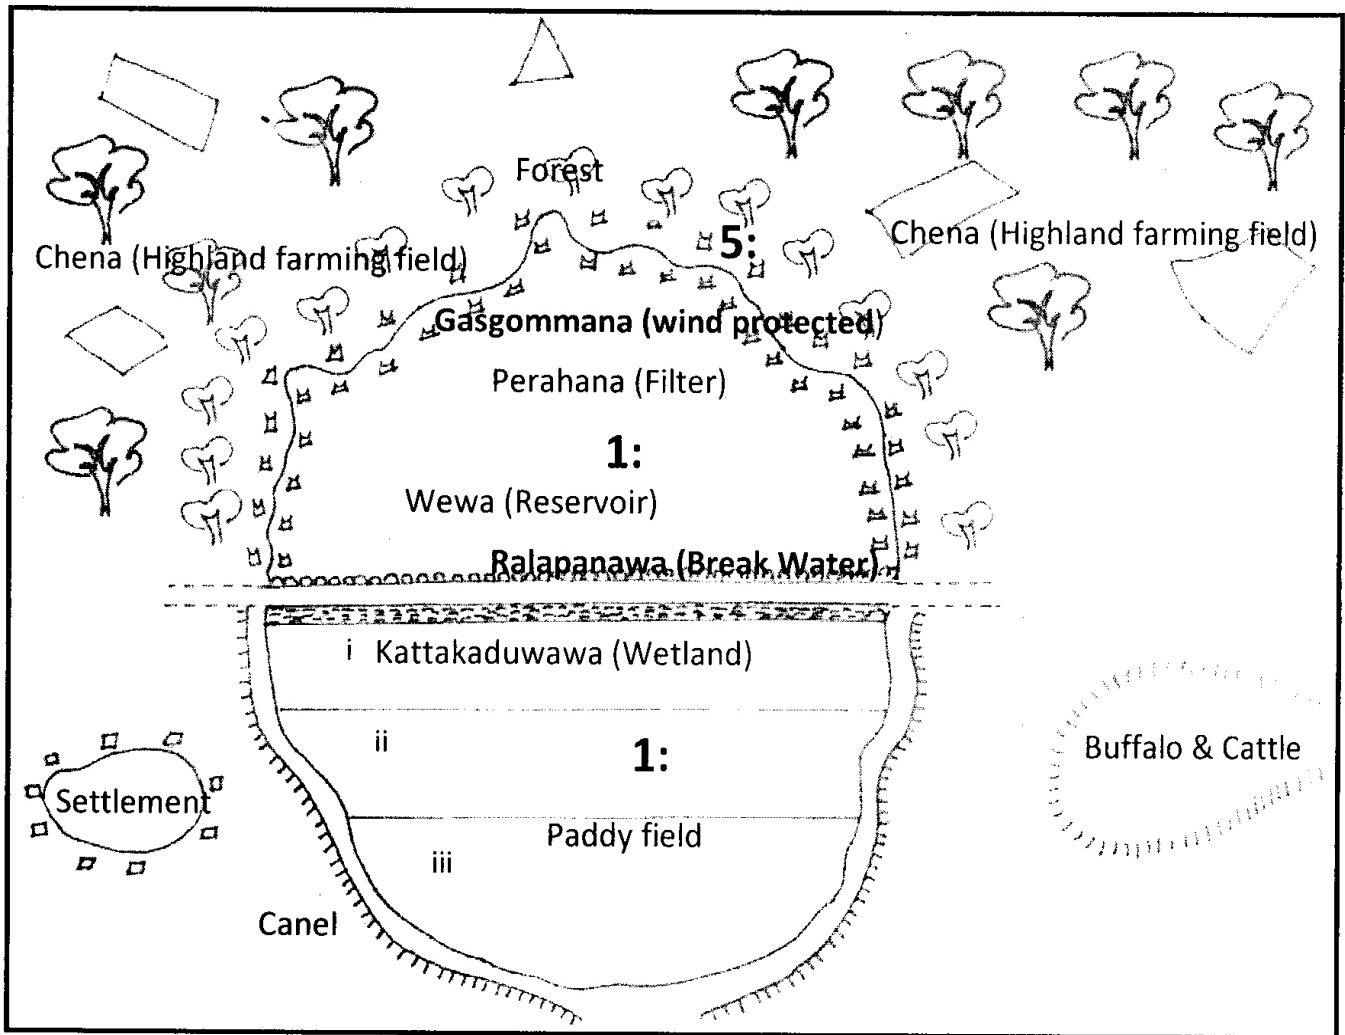 Forest
5:
Chena (Highland farming field)
Chena (Highland farming field)
Gasgommana (wind protected)
Perahana (Filter)
1:
Wewa (Reservoir)
Ralapanawa (Break Water)
i Kattakaduwawa (Wetland)
ii
1:
Buffalo & Cattle
Settlement
Paddy field
iii
Canel